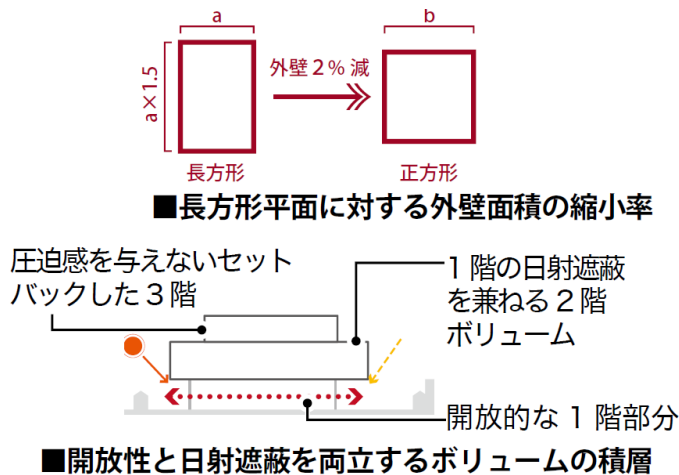 a
b
a×1.5
外壁2%減
長方形
正方形
■長方形平面に対する外壁面積の縮小率
圧迫感を与えないセット
バックした3階
1階の日射遮蔽
を兼ねる2階
ボリューム
開放的な1階部分
■開放性と日射遮蔽を両立するボリュームの積層